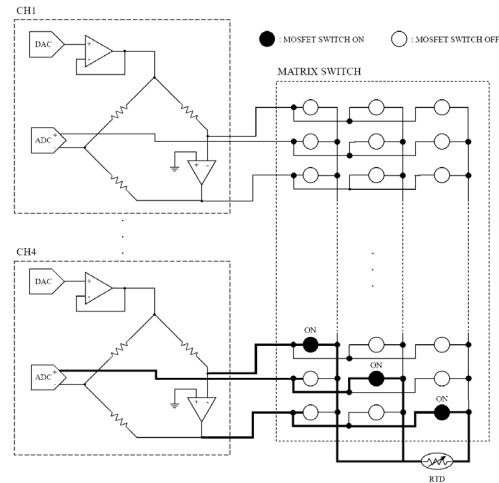 CH1
: MOSFET SWITCH ON
: MOSFET SWITCH OFF
DAC
+
-
MATRIX SWITCH
ADC
+
-
+ -
CH4
DAC
+
-
ON
ON
ADC
+
-
+ -
ON
RTD